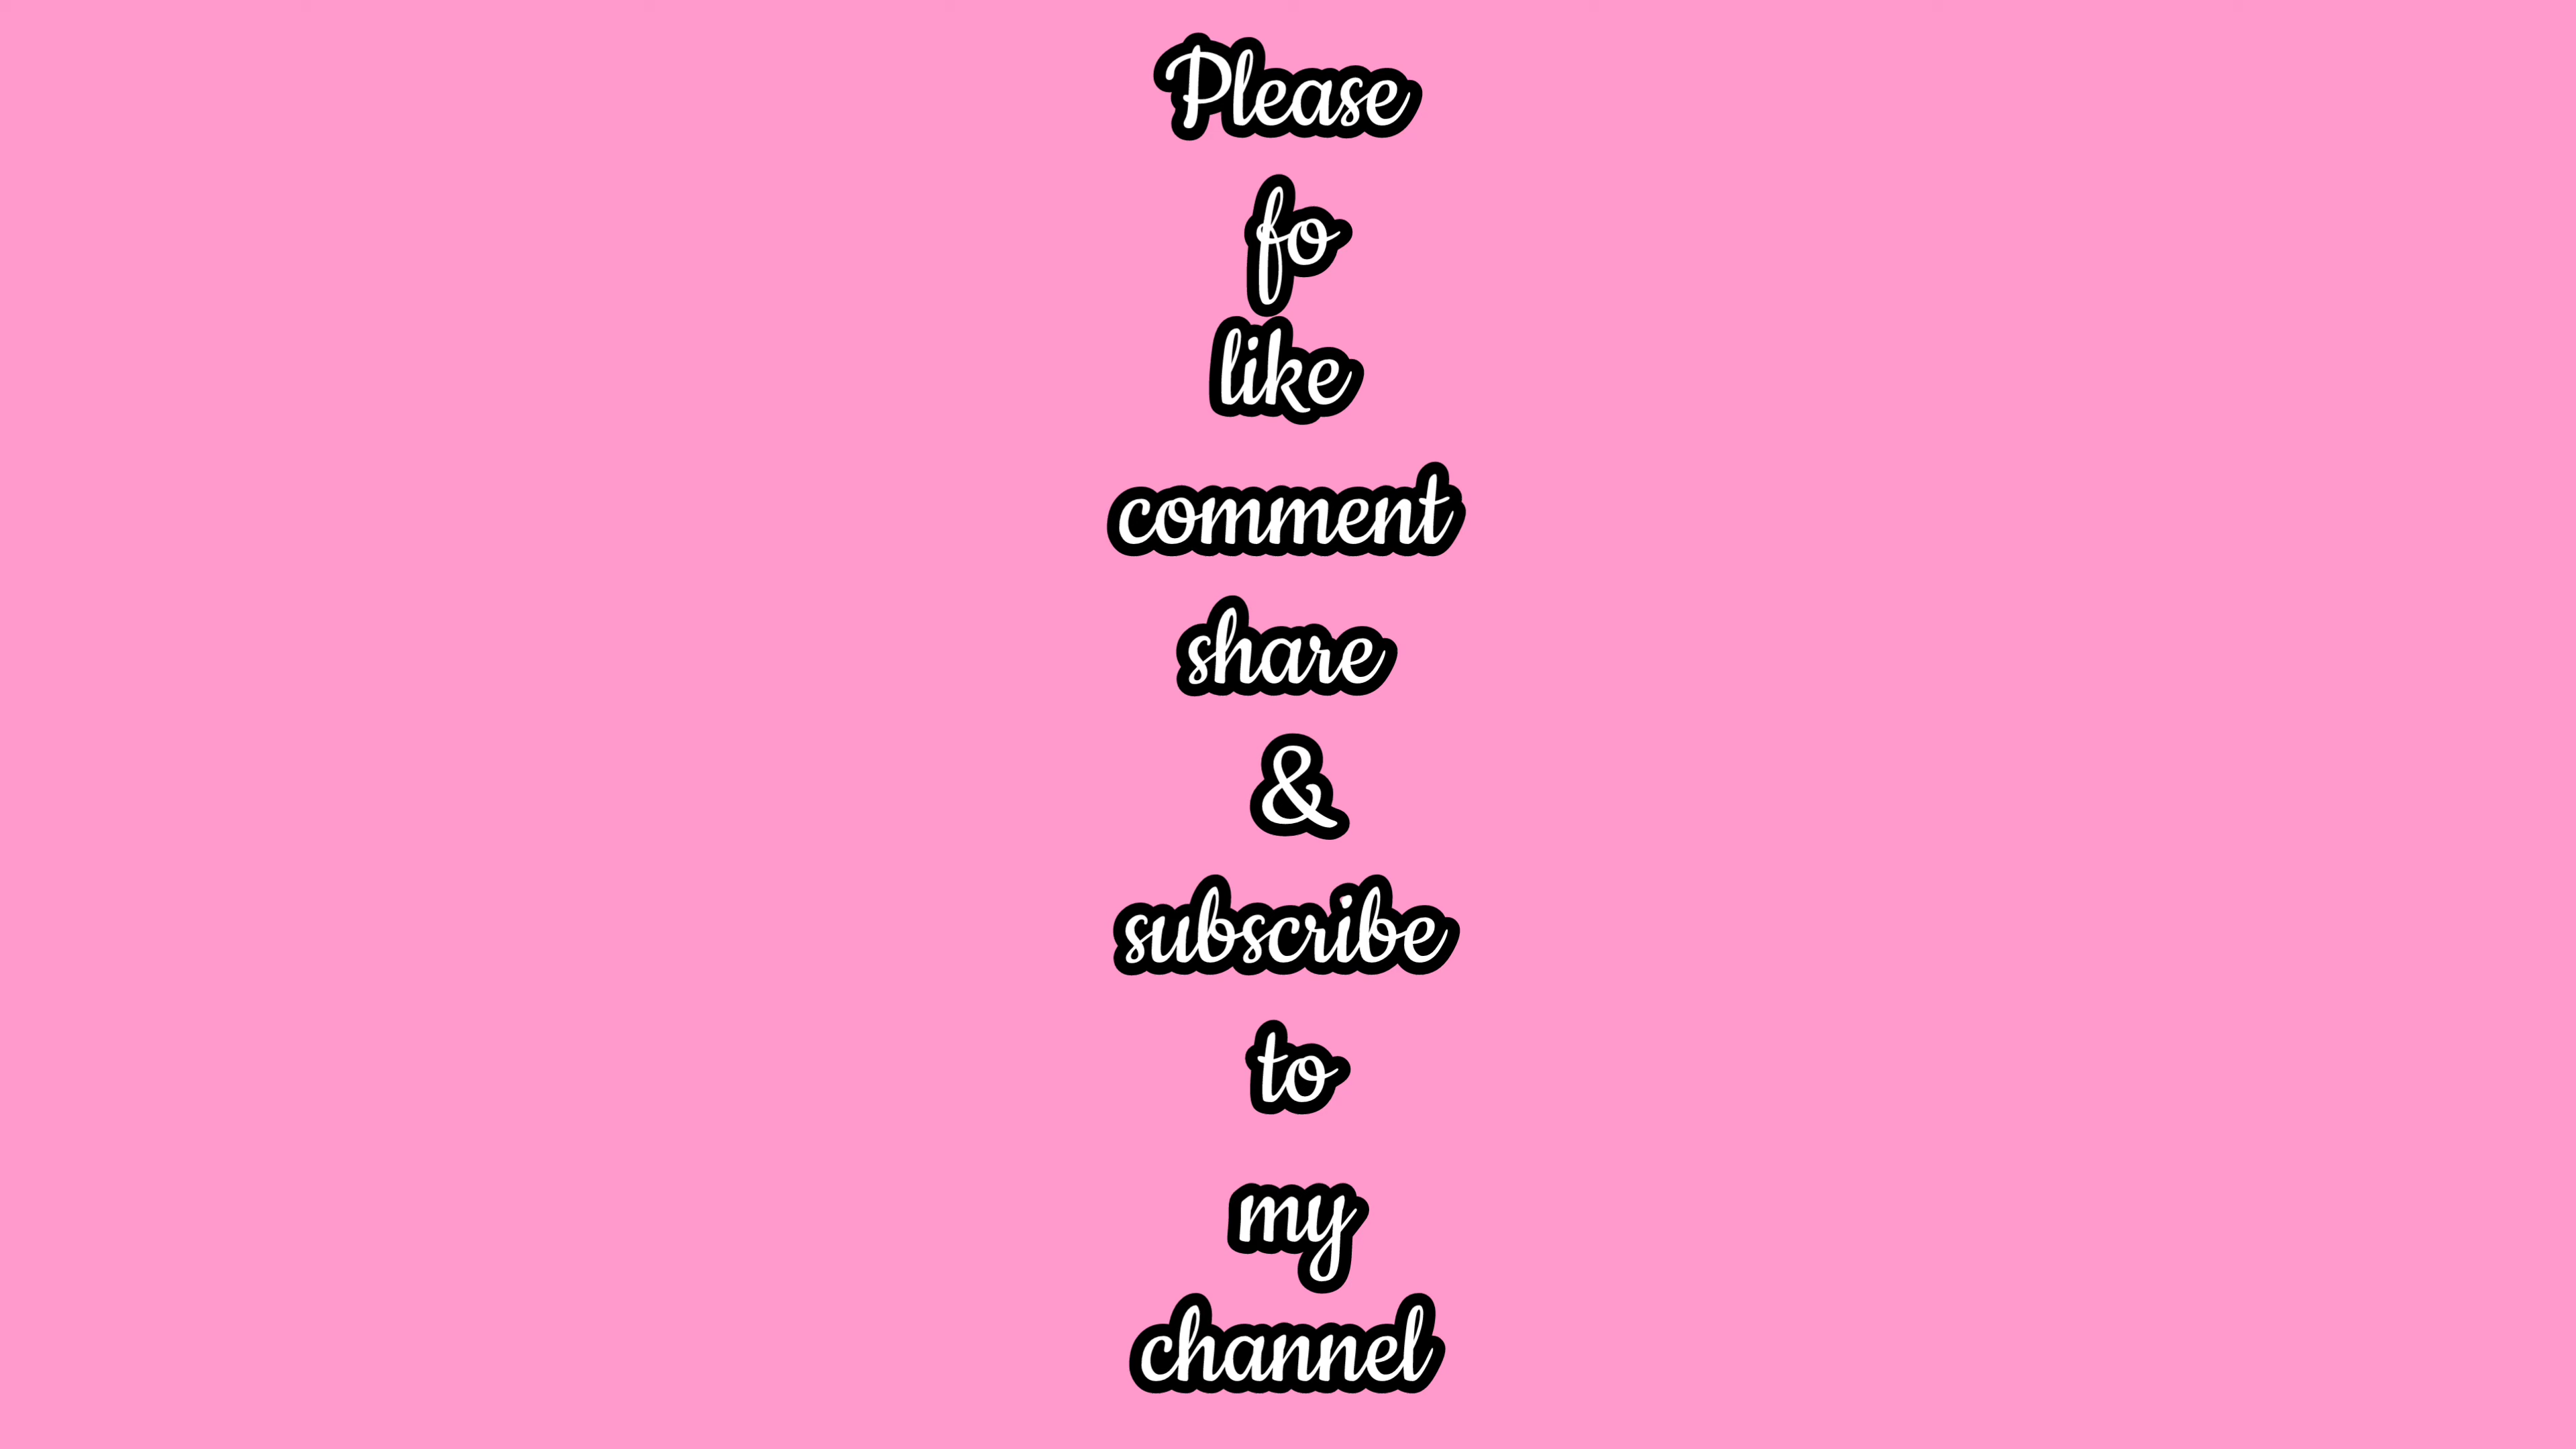 Please
fo
like
comment
share
&
subscribe
to
my
channel